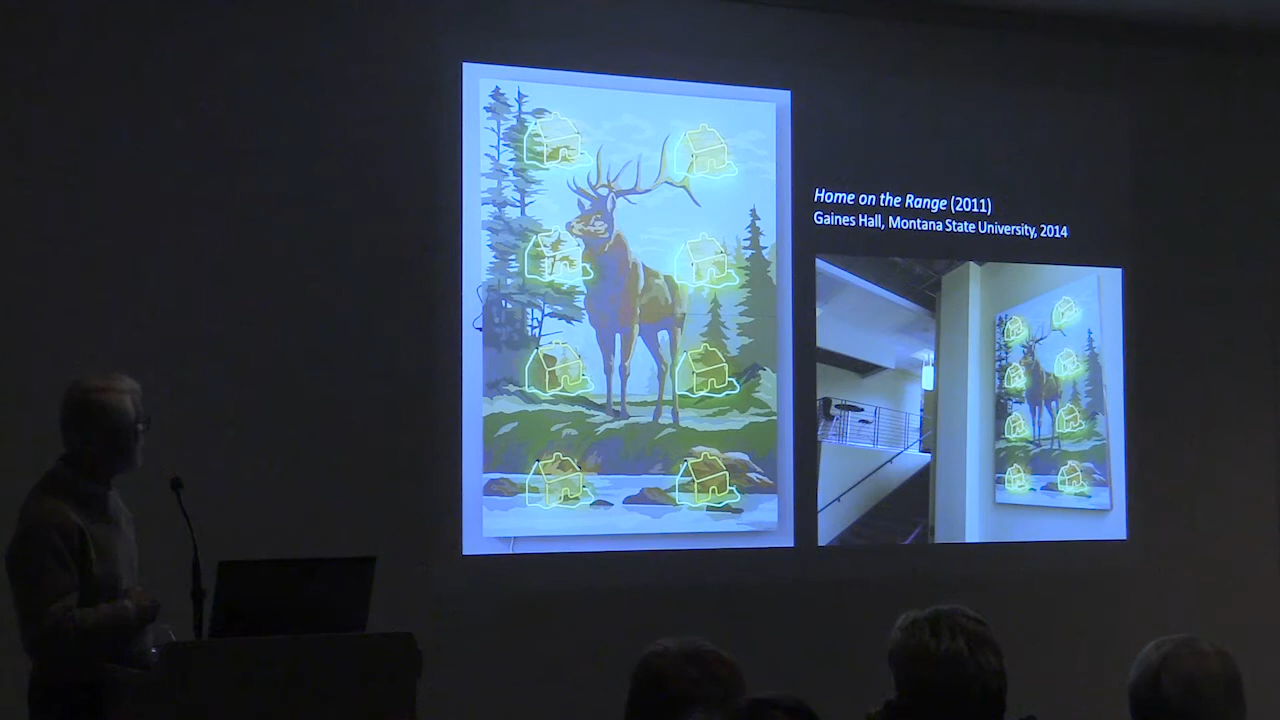 Home on the Range (2011)
Gaines Hall, Montana State University, 2014